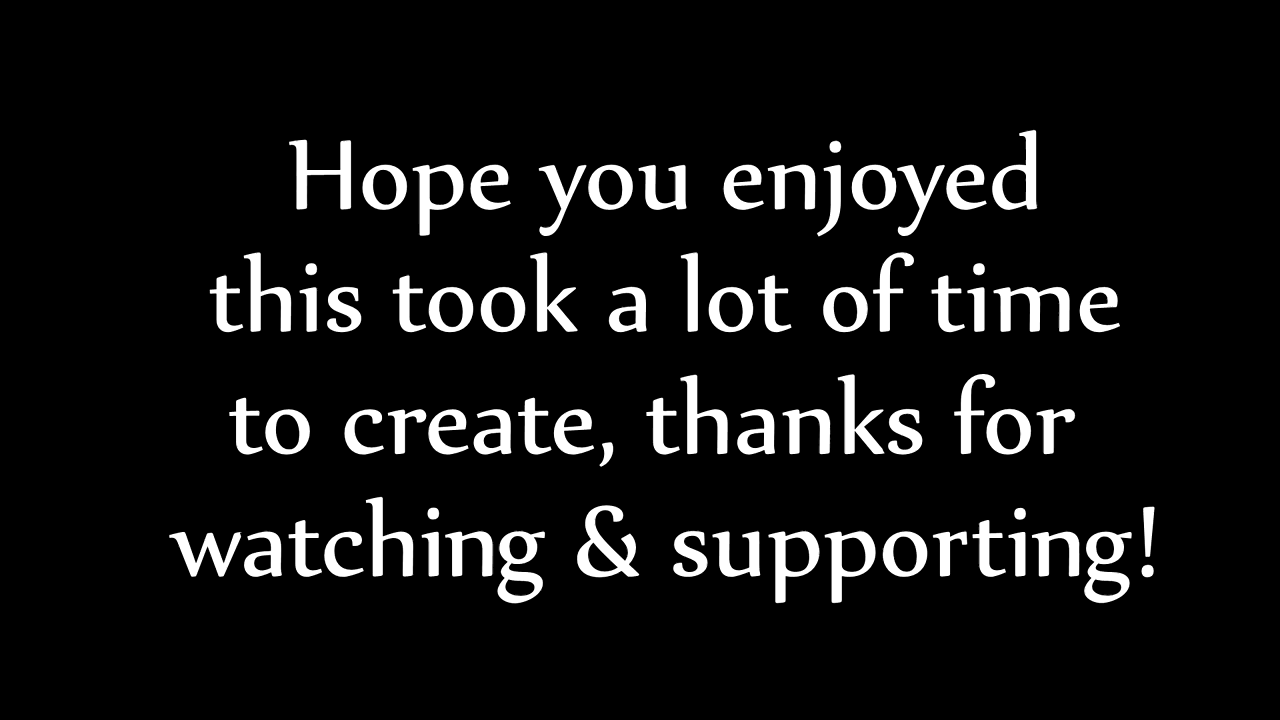 Hope you enjoyed
this took a lot of time
to create, thanks for
watching & supporting!